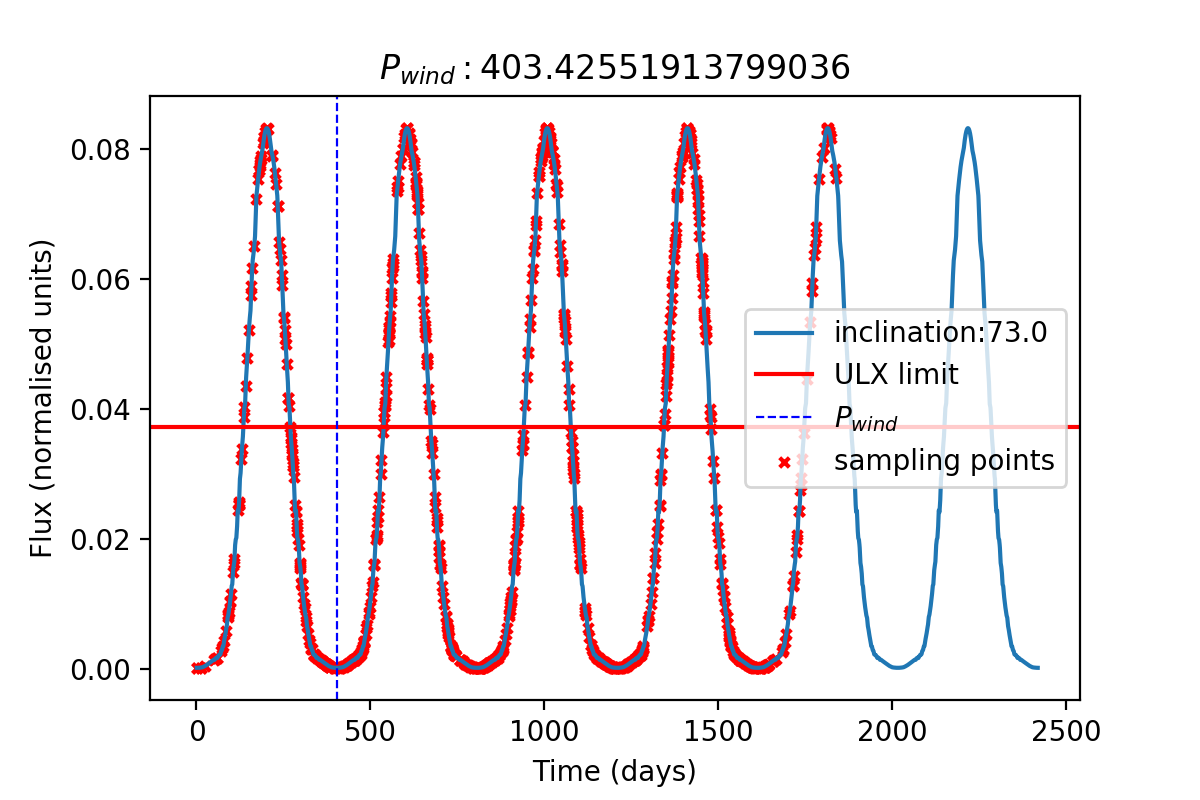 P_wind : 403.42551913799036
Flux (normalised units)
0.08
0.06
0.04
0.02
0.00
inclination:73.0
ULX limit
P_wind
sampling points
0 500 1000 1500 2000 2500
Time (days)